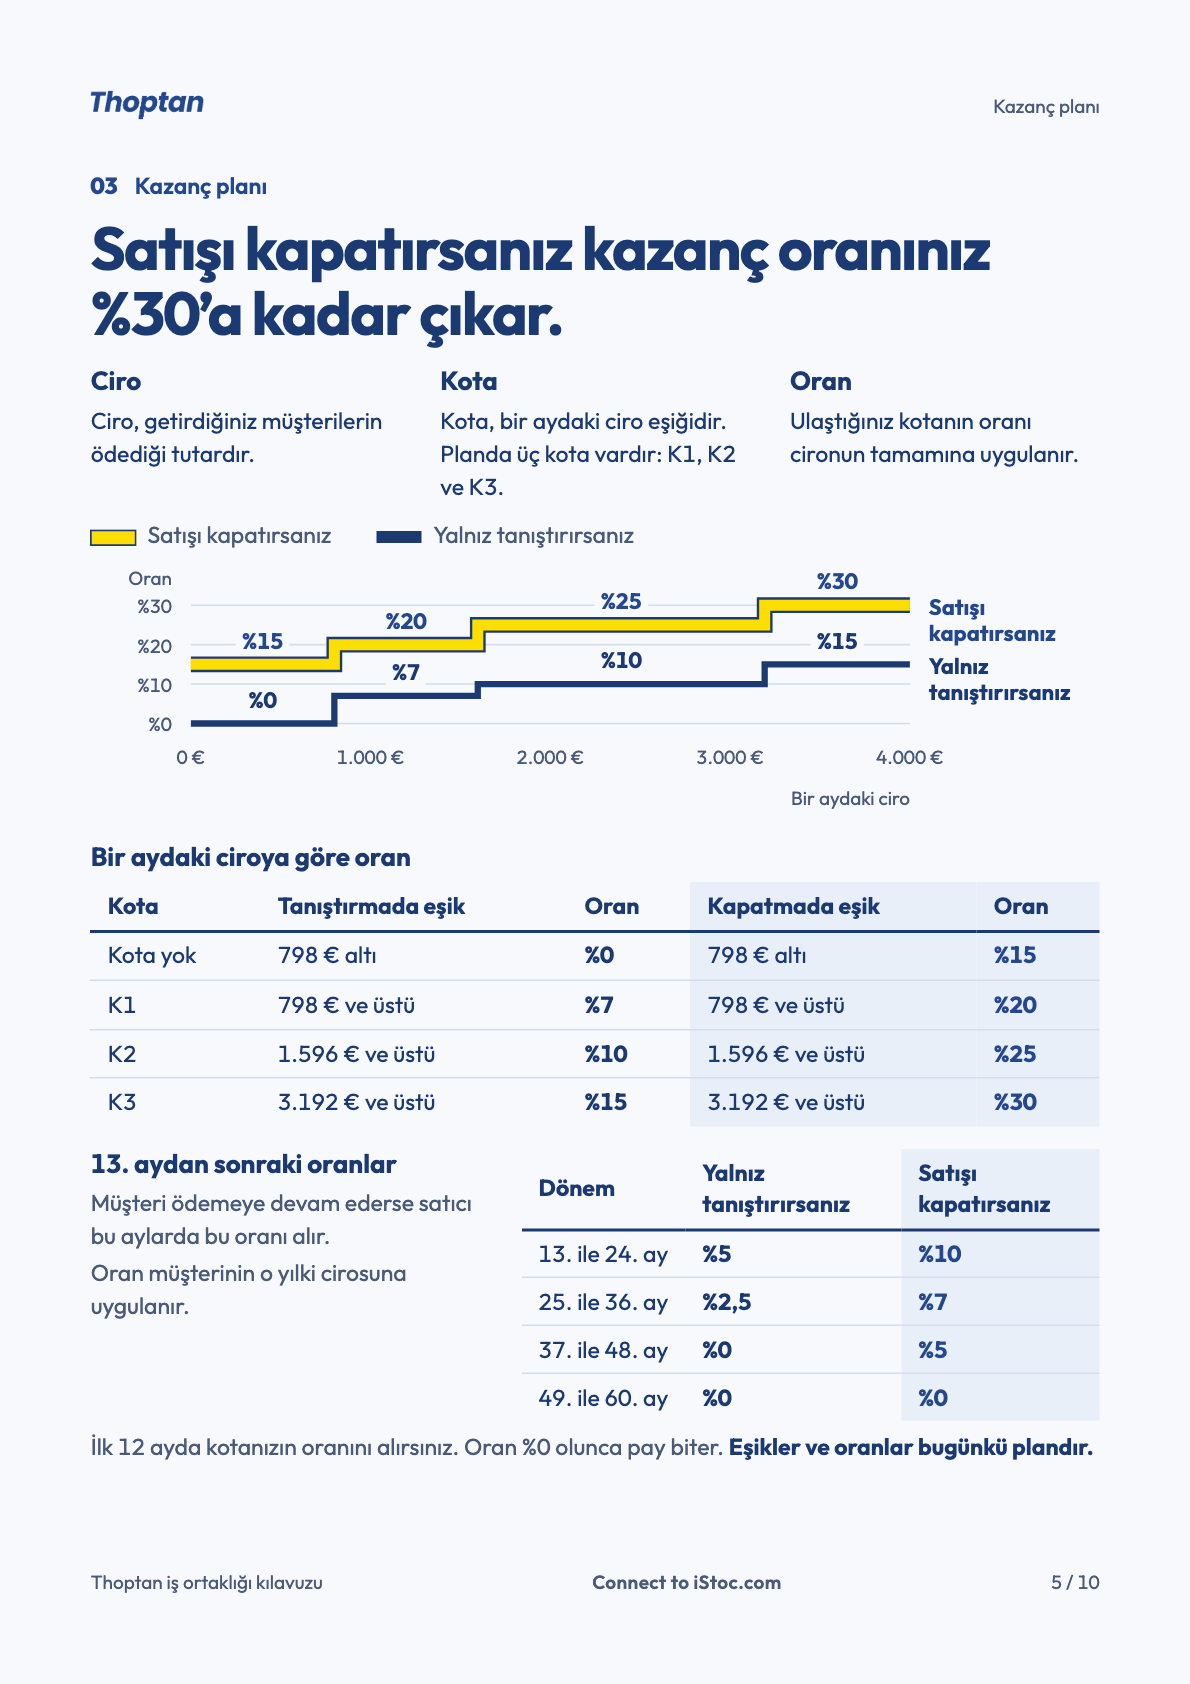 Thoptan
Kazanç planı
03 Kazanç planı
Satışı kapatırsanız kazanç oranınız
%30’a kadar çıkar.
Ciro
Ciro, getirdiğiniz müşterilerin
ödediği tutardır.
Kota
Kota, bir aydaki ciro eşiğidir.
Planda üç kota vardır: K1, K2
ve K3.
Oran
Ulaştığınız kotanın oranı
cironun tamamına uygulanır.
Satışı kapatırsanız
Yalnız tanıştırırsanız
Oran
%30
%20
%10
%0
%15
%20
%25
%30
%0
%7
%10
%15
Satışı
kapatırsanız
Yalnız
tanıştırırsanız
0 €
1.000 €
2.000 €
3.000 €
4.000 €
Bir aydaki ciro
Bir aydaki ciroya göre oran
Kota Tanıştırmada eşik Oran Kapatmada eşik Oran
Kota yok 798 € altı %0 798 € altı %15
K1 798 € ve üstü %7 798 € ve üstü %20
K2 1.596 € ve üstü %10 1.596 € ve üstü %25
K3 3.192 € ve üstü %15 3.192 € ve üstü %30
13. aydan sonraki oranlar
Müşteri ödemeye devam ederse satıcı
bu aylarda bu oranı alır.
Oran müşterinin o yılki cirosuna
uygulanır.
Dönem
Yalnız
tanıştırırsanız
Satışı
kapatırsanız
13. ile 24. ay %5 %10
25. ile 36. ay %2,5 %7
37. ile 48. ay %0 %5
49. ile 60. ay %0 %0
İlk 12 ayda kotanızın oranını alırsınız. Oran %0 olunca pay biter. Eşikler ve oranlar bugünkü plandır.
Thoptan iş ortaklığı kılavuzu
Connect to iStoc.com
5 / 10